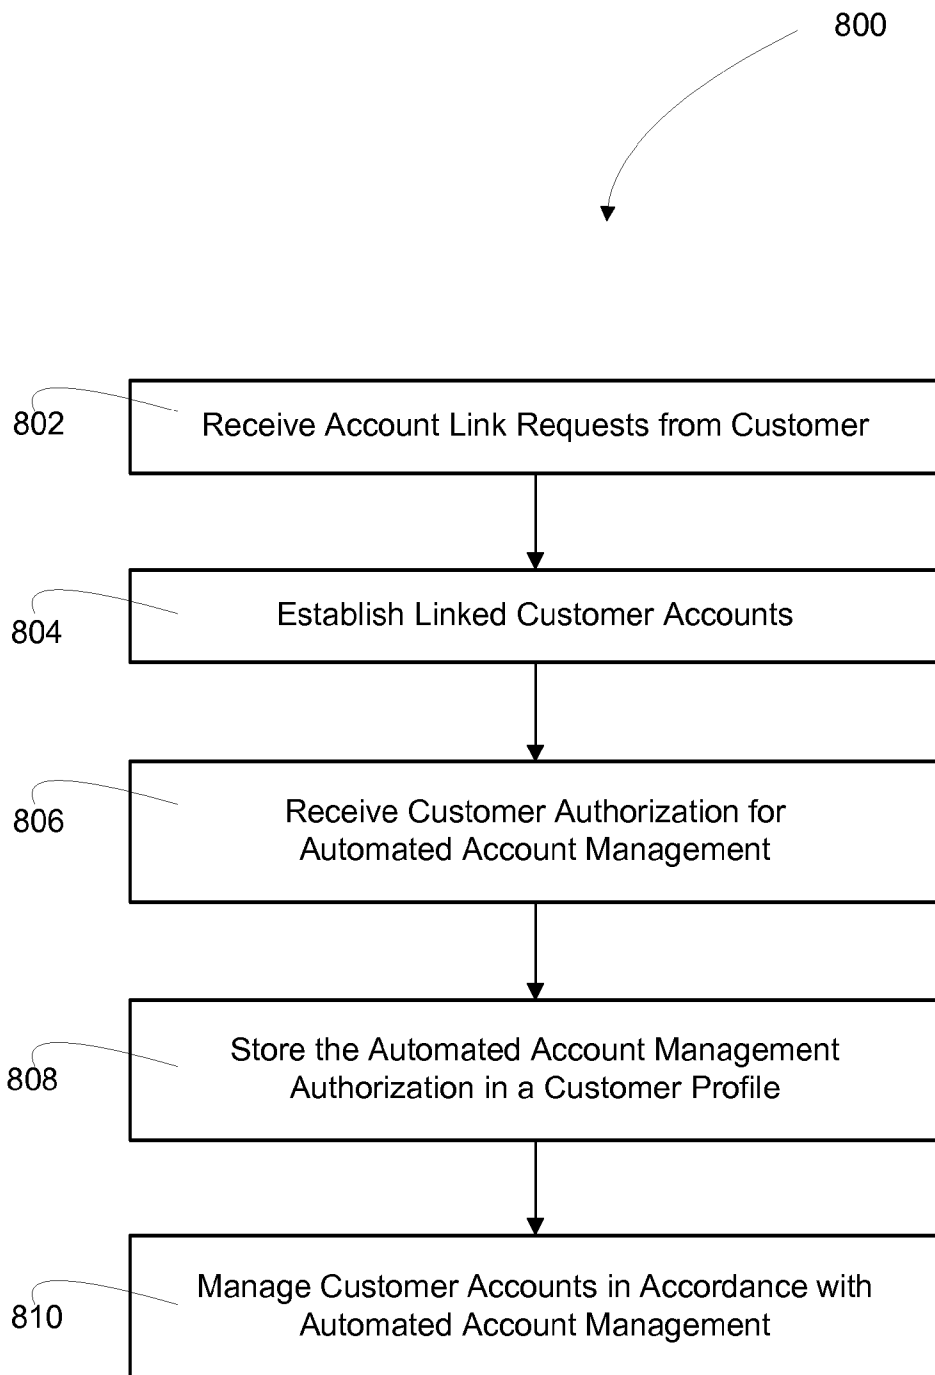 800
802
Receive Account Link Requests from Customer
804
Establish Linked Customer Accounts
806
Receive Customer Authorization for
Automated Account Management
808
Store the Automated Account Management
Authorization in a Customer Profile
810
Manage Customer Accounts in Accordance with
Automated Account Management